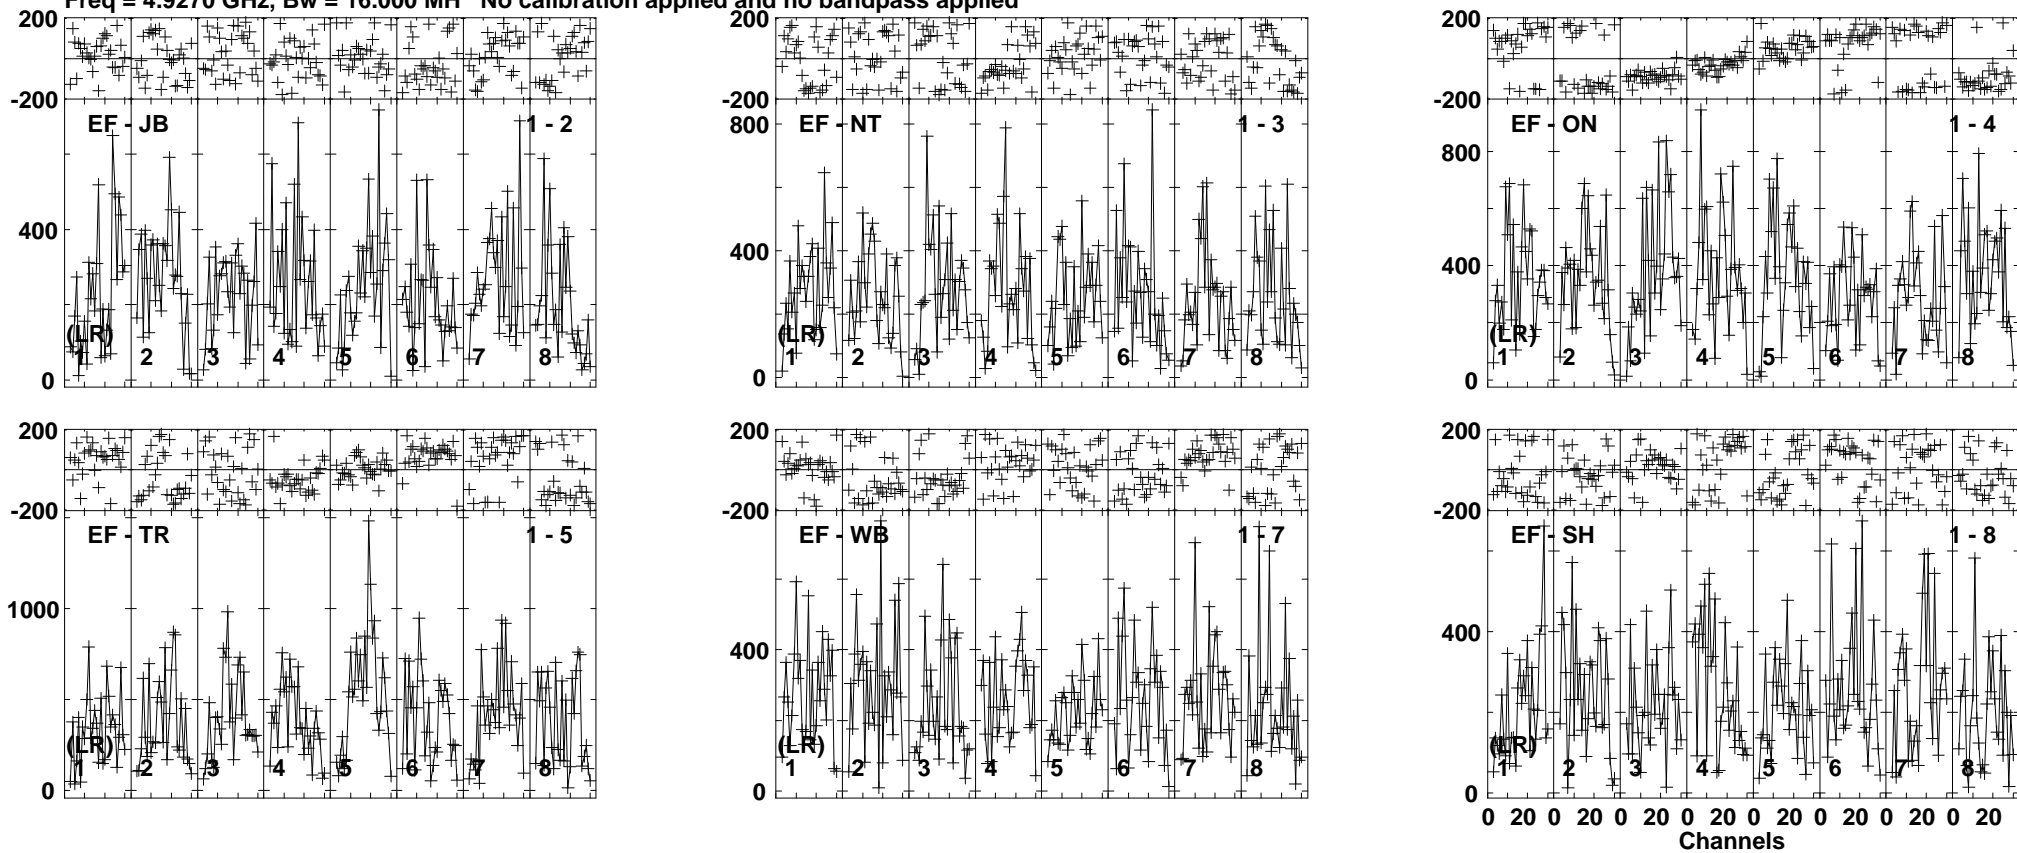 Freq = 4.9270 GHz, Bw = 16.000 MH No calibration applied and no bandpass applied
200
-200
EF - JB
1 - 2
400
(LR)
1 2 3 4 5 6 7 8
0
200
-200
800
EF - NT
1 - 3
400
(LR)
1 2 3 4 5 6 7 8
0
200
-200
EF - ON
1 - 4
800
400
(LR)
1 2 3 4 5 6 7 8
0
200
-200
EF - TR
1 - 5
1000
(LR)
1 2 3 4 5 6 7 8
0
200
-200
EF - WB
1 - 7
400
(LR)
1 2 3 4 5 6 7 8
0
200
-200
EF - SH
1 - 8
400
(LR)
1 2 3 4 5 6 7 8
0
0 20 0 20 0 20 0 20 0 20 0 20 0 20 0 20
Channels